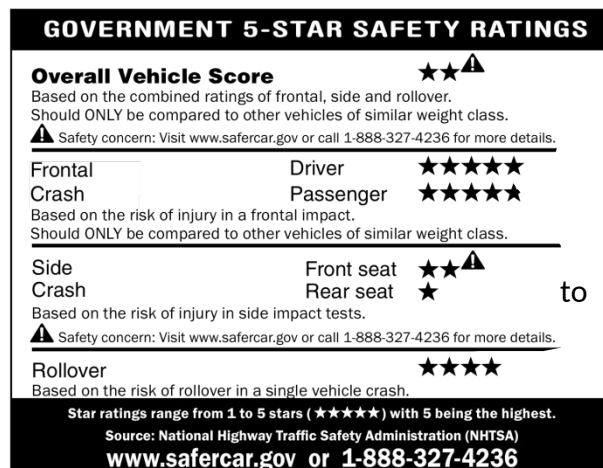 GOVERNMENT 5-STAR SAFETY RATINGS
Overall Vehicle Score ★★⚠
Based on the combined ratings of frontal, side and rollover.
Should ONLY be compared to other vehicles of similar weight class.
⚠ Safety concern: Visit www.safercar.gov or call 1-888-327-4236 for more details.
Frontal Driver ★★★★★
Crash Passenger ★★★★★
Based on the risk of injury in a frontal impact.
Should ONLY be compared to other vehicles of similar weight class.
Side Front seat ★★⚠
Crash Rear seat ★ to
Based on the risk of injury in side impact tests.
⚠ Safety concern: Visit www.safercar.gov or call 1-888-327-4236 for more details.
Rollover ★★★★
Based on the risk of rollover in a single vehicle crash.
Star ratings range from 1 to 5 stars (★★★★★) with 5 being the highest.
Source: National Highway Traffic Safety Administration (NHTSA)
www.safercar.gov or 1-888-327-4236